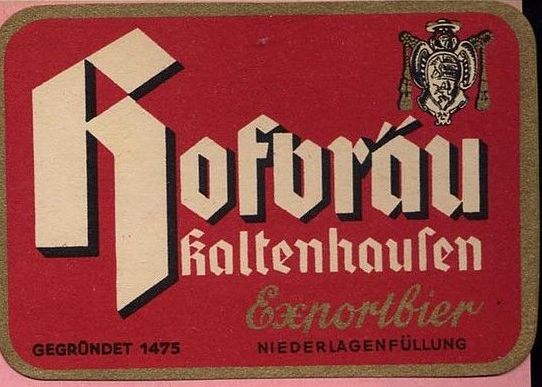 Hofbräu
Kaltenhauſen
Exportbier
GEGRÜNDET 1475
NIEDERLAGENFÜLLUNG